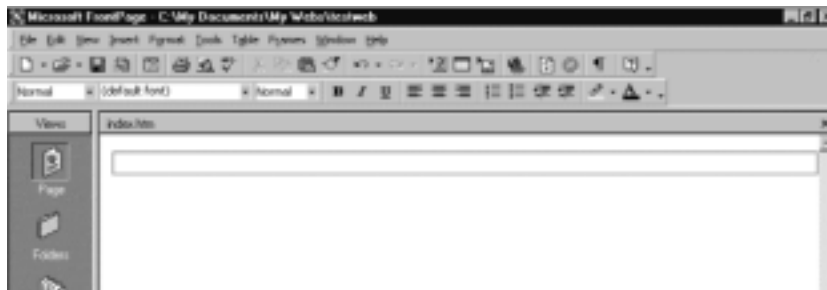 Microsoft FrontPage - C:\My Documents\My Webs\testweb
File Edit View Insert Format Tools Table Frames Window Help
Normal (default font) Normal B I U A
Views index.htm
Page
Folders